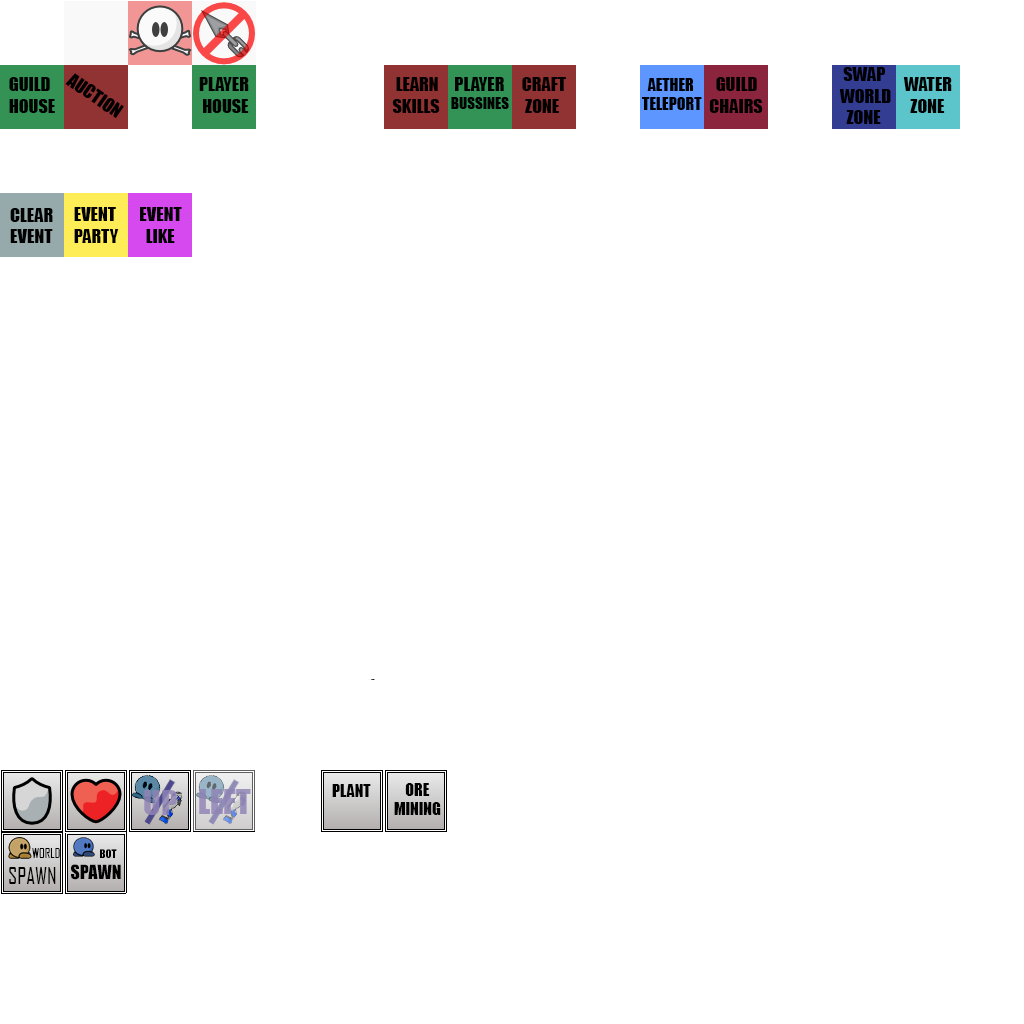 GUILD
HOUSE
AUCTION
PLAYER
HOUSE
LEARN
SKILLS
PLAYER
BUSSINES
CRAFT
ZONE
AETHER
TELEPORT
GUILD
CHAIRS
SWAP
WORLD
ZONE
WATER
ZONE
CLEAR
EVENT
EVENT
PARTY
EVENT
LIKE
-
UP
LEFT
PLANT
ORE
MINING
WORLD
SPAWN
BOT
SPAWN